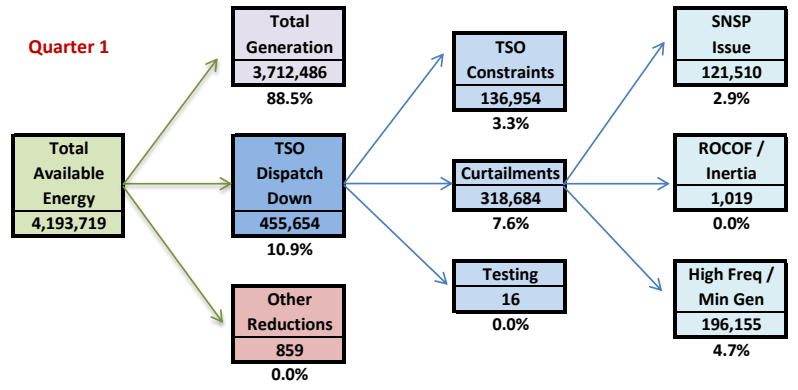 Quarter 1
Total
Generation
3,712,486
88.5%
Total
Available
Energy
4,193,719
TSO
Dispatch
Down
455,654
10.9%
Other
Reductions
859
0.0%
TSO
Constraints
136,954
3.3%
Curtailments
318,684
7.6%
Testing
16
0.0%
SNSP
Issue
121,510
2.9%
ROCOF /
Inertia
1,019
0.0%
High Freq /
Min Gen
196,155
4.7%